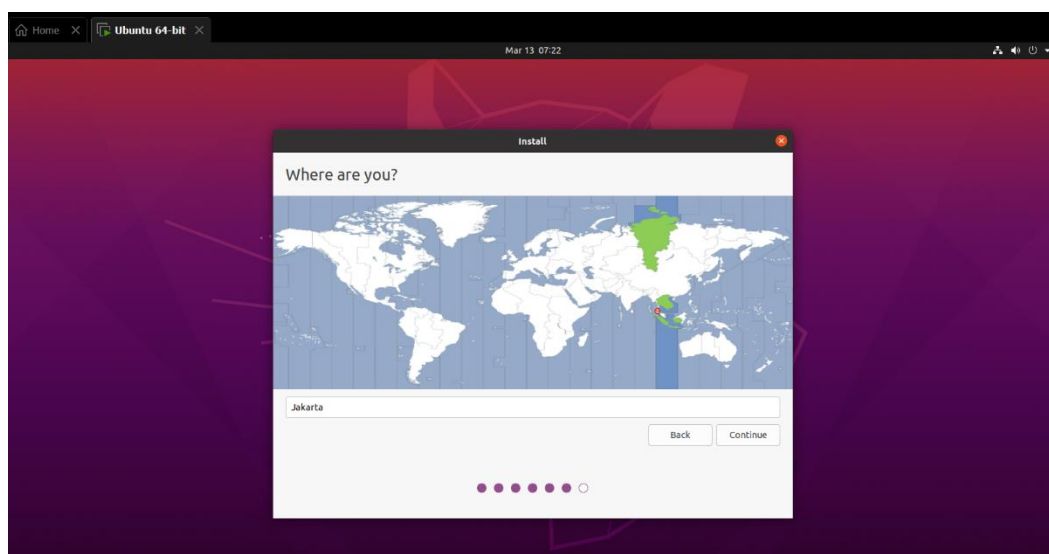 Home
Ubuntu 64-bit
Mar 13 07:22
Install
Where are you?
Jakarta
Back Continue